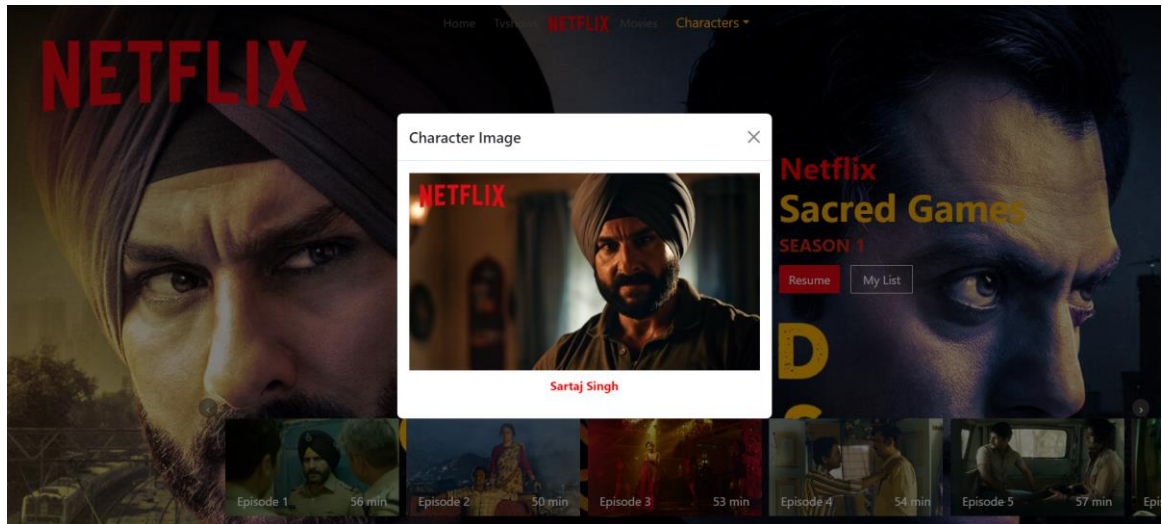 Home Tvshows NETFLIX Movies Characters
NETFLIX
Character Image
NETFLIX
Sartaj Singh
Netflix
Sacred Games
SEASON 1
Resume My List
D
Episode 1 56 min
Episode 2 50 min
Episode 3 53 min
Episode 4 54 min
Episode 5 57 min